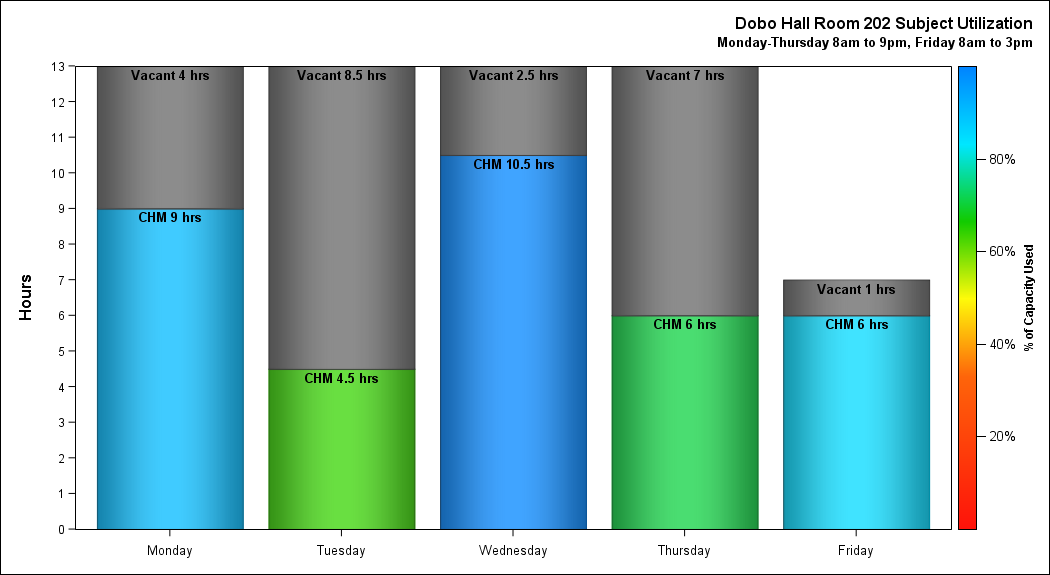 Dobo Hall Room 202 Subject Utilization
Monday-Thursday 8am to 9pm, Friday 8am to 3pm
Hours
13
12
11
10
9
8
7
6
5
4
3
2
1
0
Vacant 4 hrs
CHM 9 hrs
Vacant 8.5 hrs
CHM 4.5 hrs
Vacant 2.5 hrs
CHM 10.5 hrs
Vacant 7 hrs
CHM 6 hrs
Vacant 1 hrs
CHM 6 hrs
Monday
Tuesday
Wednesday
Thursday
Friday
80%
60%
40%
20%
% of Capacity Used